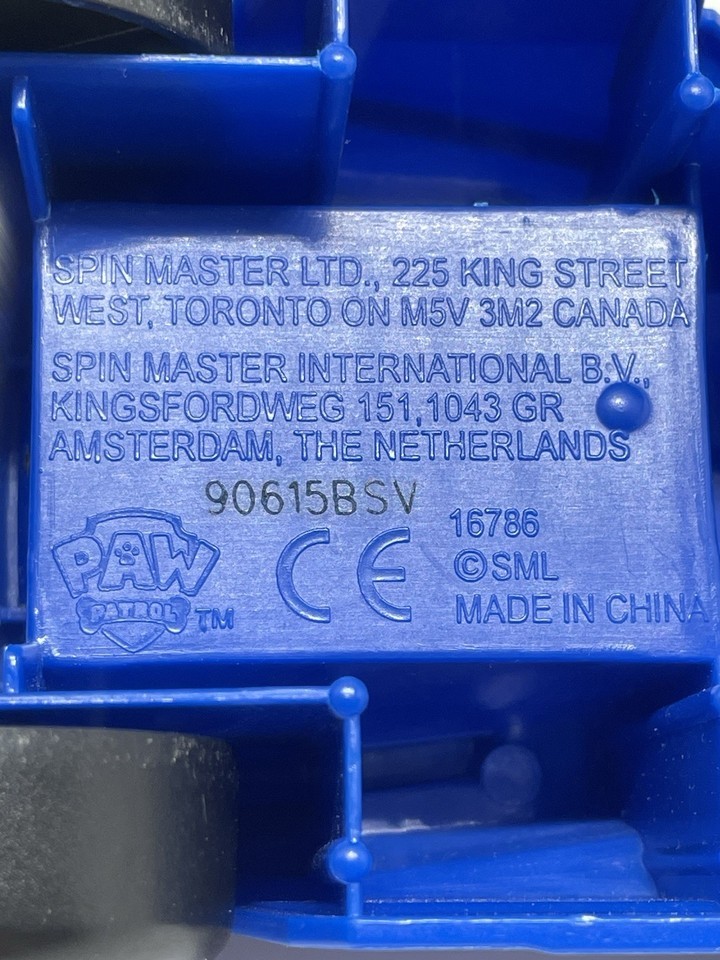 SPIN MASTER LTD., 225 KING STREET
WEST, TORONTO ON M5V 3M2 CANADA
SPIN MASTER INTERNATIONAL B.V.,
KINGSFORDWEG 151,1043 GR
AMSTERDAM, THE NETHERLANDS
90615BSV
PAW
PATROL TM
CE
16786
©SML
MADE IN CHINA